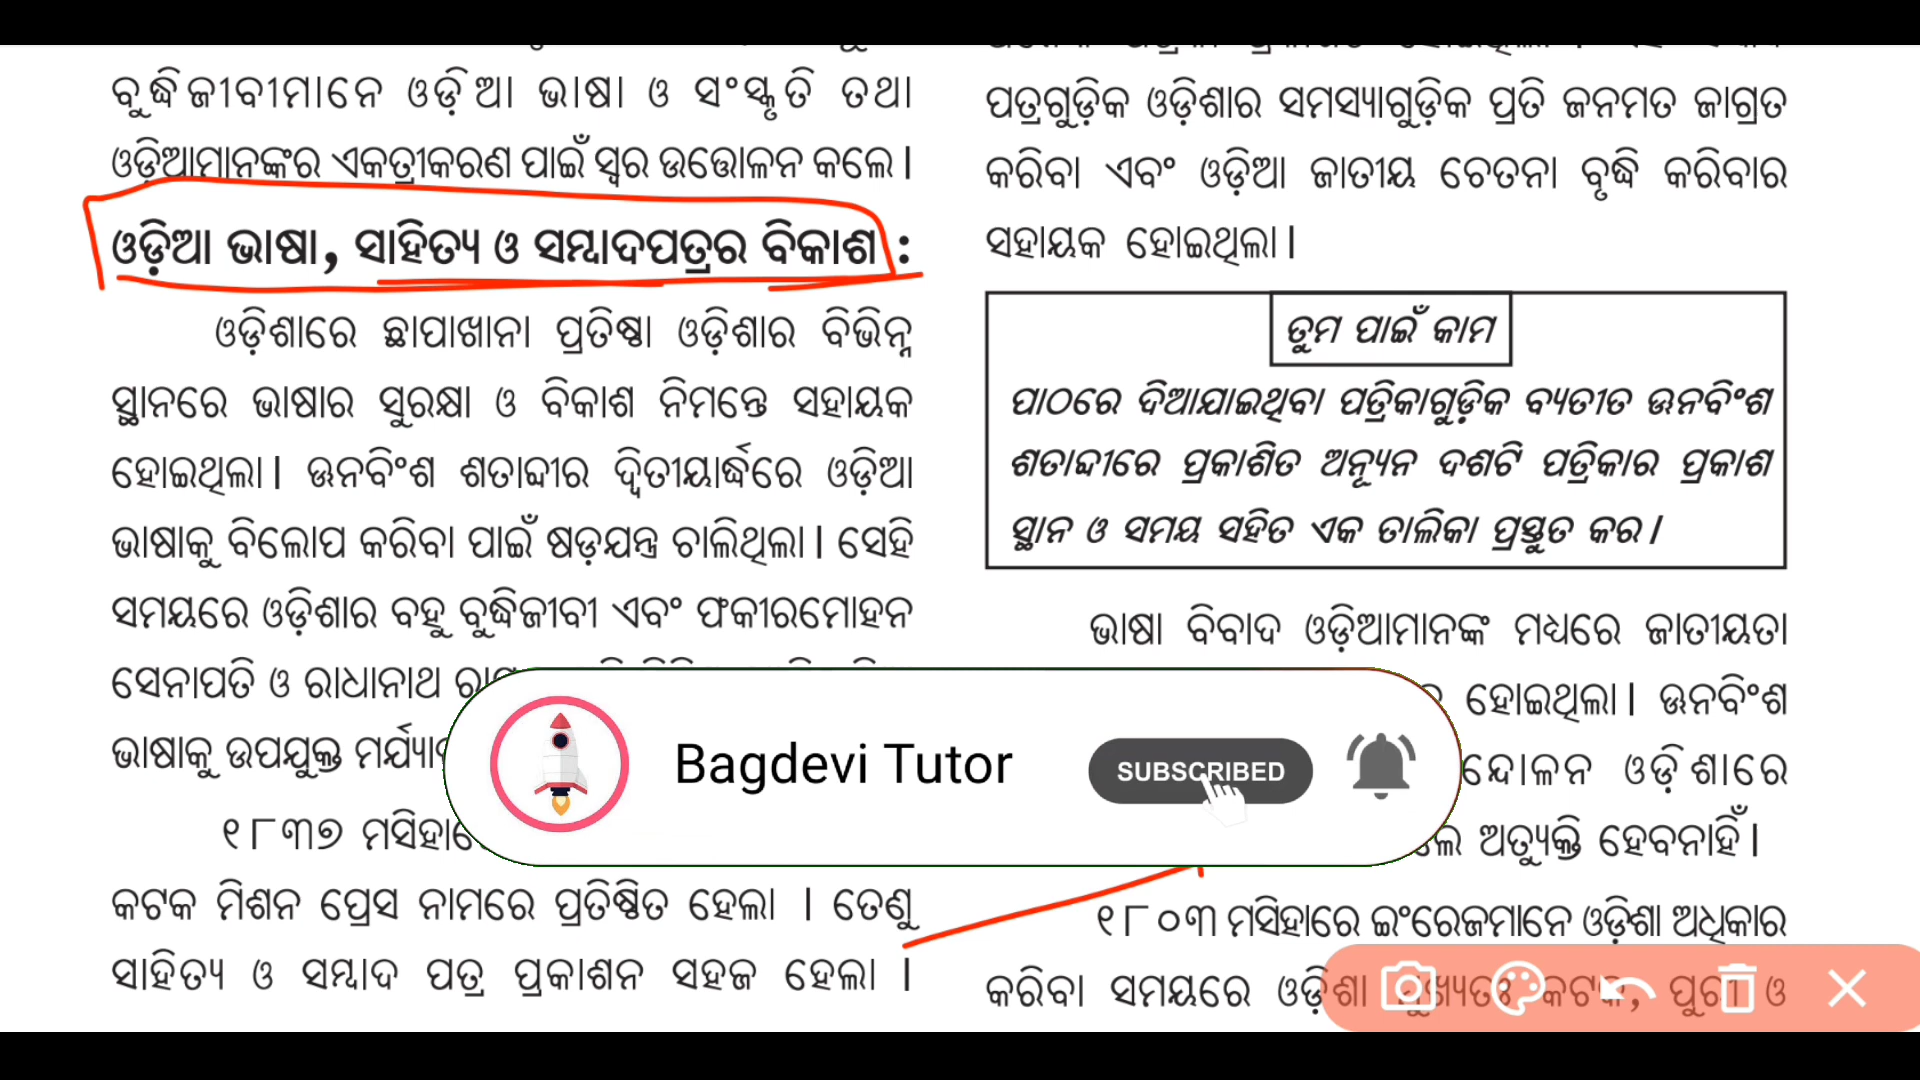 ବୁଦ୍ଧିଜୀବୀମାନେ ଓଡ଼ିଆ ଭାଷା ଓ ସଂସ୍କୃତି ତଥା
ଓଡ଼ିଆମାନଙ୍କର ଏକତ୍ରୀକରଣ ପାଇଁ ସ୍ୱର ଉତ୍ତୋଳନ କଲେ ।
ଓଡ଼ିଆ ଭାଷା, ସାହିତ୍ୟ ଓ ସମ୍ବାଦପତ୍ରର ବିକାଶ :
ଓଡ଼ିଶାରେ ଛାପାଖାନା ପ୍ରତିଷ୍ଠା ଓଡ଼ିଶାର ବିଭିନ୍ନ
ସ୍ଥାନରେ ଭାଷାର ସୁରକ୍ଷା ଓ ବିକାଶ ନିମନ୍ତେ ସହାୟକ
ହୋଇଥିଲା । ଊନବିଂଶ ଶତାବ୍ଦୀର ଦ୍ୱିତୀୟାର୍ଦ୍ଧରେ ଓଡ଼ିଆ
ଭାଷାକୁ ବିଲୋପ କରିବା ପାଇଁ ଷଡ଼ଯନ୍ତ୍ର ଚାଲିଥିଲା । ସେହି
ସମୟରେ ଓଡ଼ିଶାର ବହୁ ବୁଦ୍ଧିଜୀବୀ ଏବଂ ଫକୀରମୋହନ
ସେନାପତି ଓ ରାଧାନାଥ
ଭାଷାକୁ ଉପଯୁକ୍ତ
୧୮୩୭
କଟକ ମିଶନ ପ୍ରେସ ନାମରେ ପ୍ରତିଷ୍ଠିତ ହେଲା । ତେଣୁ
ସାହିତ୍ୟ ଓ ସମ୍ବାଦ ପତ୍ର ପ୍ରକାଶନ ସହଜ ହେଲା ।
ପତ୍ରଗୁଡ଼ିକ ଓଡ଼ିଶାର ସମସ୍ୟାଗୁଡ଼ିକ ପ୍ରତି ଜନମତ ଜାଗ୍ରତ
କରିବା ଏବଂ ଓଡ଼ିଆ ଜାତୀୟ ଚେତନା ବୃଦ୍ଧି କରିବାର
ସହାୟକ ହୋଇଥିଲା ।
ତୁମ ପାଇଁ କାମ
ପାଠରେ ଦିଆଯାଇଥିବା ପତ୍ରିକାଗୁଡ଼ିକ ବ୍ୟତୀତ ଊନବିଂଶ
ଶତାବ୍ଦୀରେ ପ୍ରକାଶିତ ଅନ୍ୟୂନ ଦଶଟି ପତ୍ରିକାର ପ୍ରକାଶ
ସ୍ଥାନ ଓ ସମୟ ସହିତ ଏକ ତାଲିକା ପ୍ରସ୍ତୁତ କର ।
ଭାଷା ବିବାଦ ଓଡ଼ିଆମାନଙ୍କ ମଧ୍ୟରେ ଜାତୀୟତା
ହୋଇଥିଲା । ଊନବିଂଶ
ଓଡ଼ିଶାରେ
ଅତ୍ୟୁକ୍ତି ହେବନାହିଁ ।
୧୮୦୩ ମସିହାରେ ଇଂରେଜମାନେ ଓଡ଼ିଶା ଅଧିକାର
କରିବା ସମୟରେ ଓଡ଼ିଶା ମୁଖ୍ୟତଃ କଟକ, ପୁରୀ ଓ
Bagdevi Tutor
SUBSCRIBED